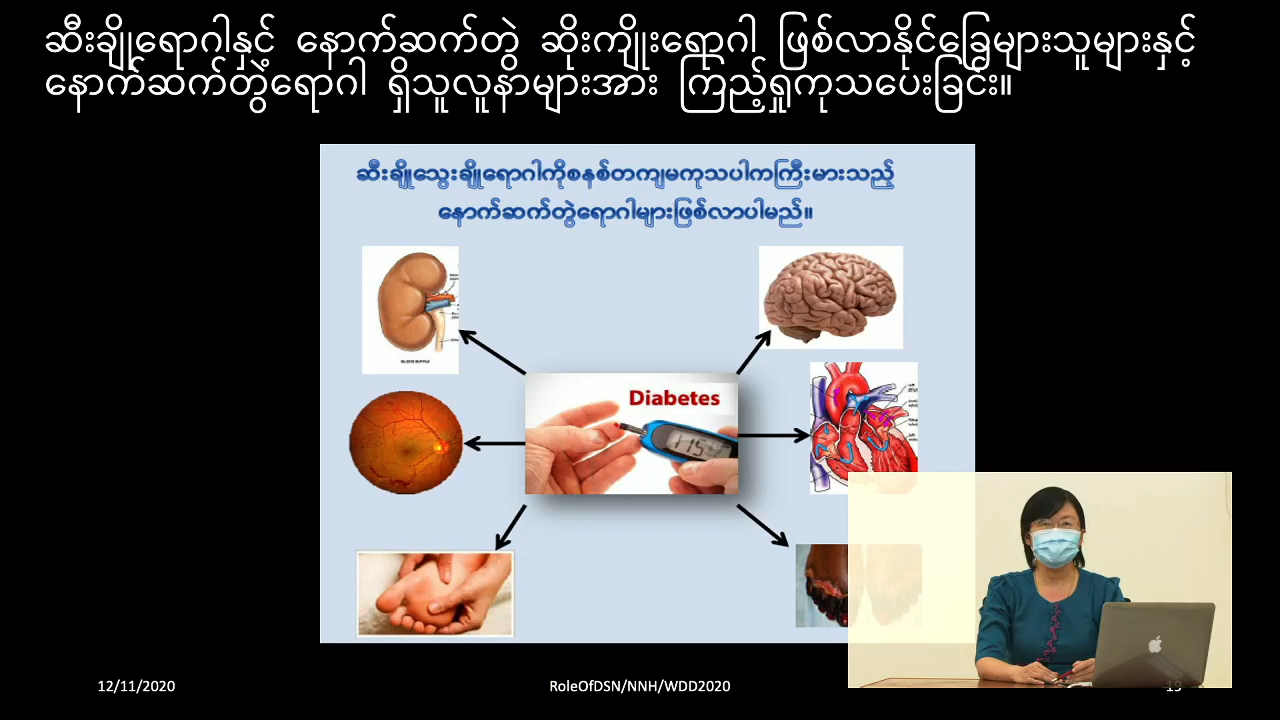 ဆီးချိုရောဂါနှင့် နောက်ဆက်တွဲ ဆိုးကျိုးရောဂါ ဖြစ်လာနိုင်ခြေများသူများနှင့်
နောက်ဆက်တွဲရောဂါ ရှိသူလူနာများအား ကြည့်ရှုကုသပေးခြင်း။
ဆီးချိုသွေးချိုရောဂါကိုစနစ်တကျမကုသပါကကြီးမားသည့်
နောက်ဆက်တွဲရောဂါများဖြစ်လာပါမည်။
BLOOD SUPPLY
Diabetes
115
12/11/2020
RoleOfDSN/NNH/WDD2020
19